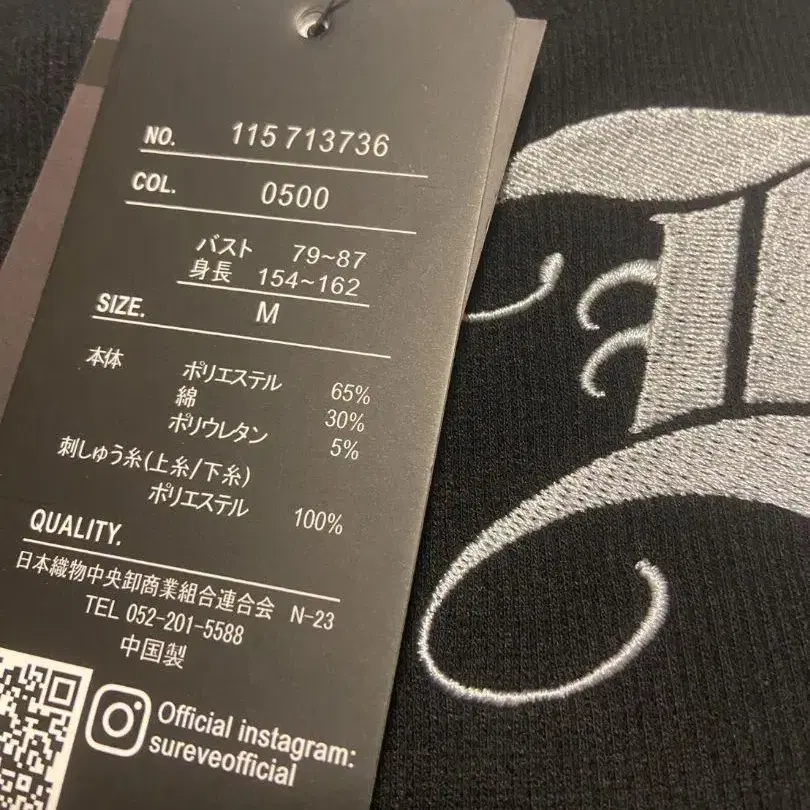 NO. 115 713736
COL. 0500
バスト 79~87
身長 154~162
SIZE. M
本体 ポリエステル 65%
綿 30%
ポリウレタン 5%
刺しゅう糸(上糸/下糸)
ポリエステル 100%
QUALITY.
日本織物中央卸商業組合連合会 N-23
TEL 052-201-5588
中国製
Official instagram:
sureveofficial